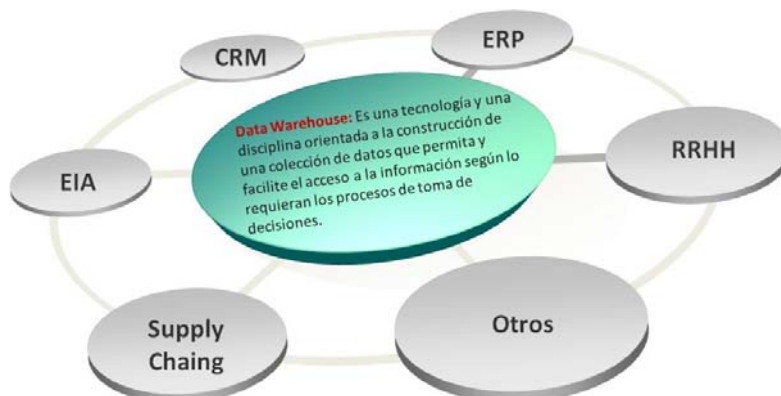 CRM
ERP
Data Warehouse: Es una tecnología y una
disciplina orientada a la construcción de
una colección de datos que permita y
facilite el acceso a la información según lo
requieran los procesos de toma de
decisiones.
RRHH
EIA
Supply
Chaing
Otros